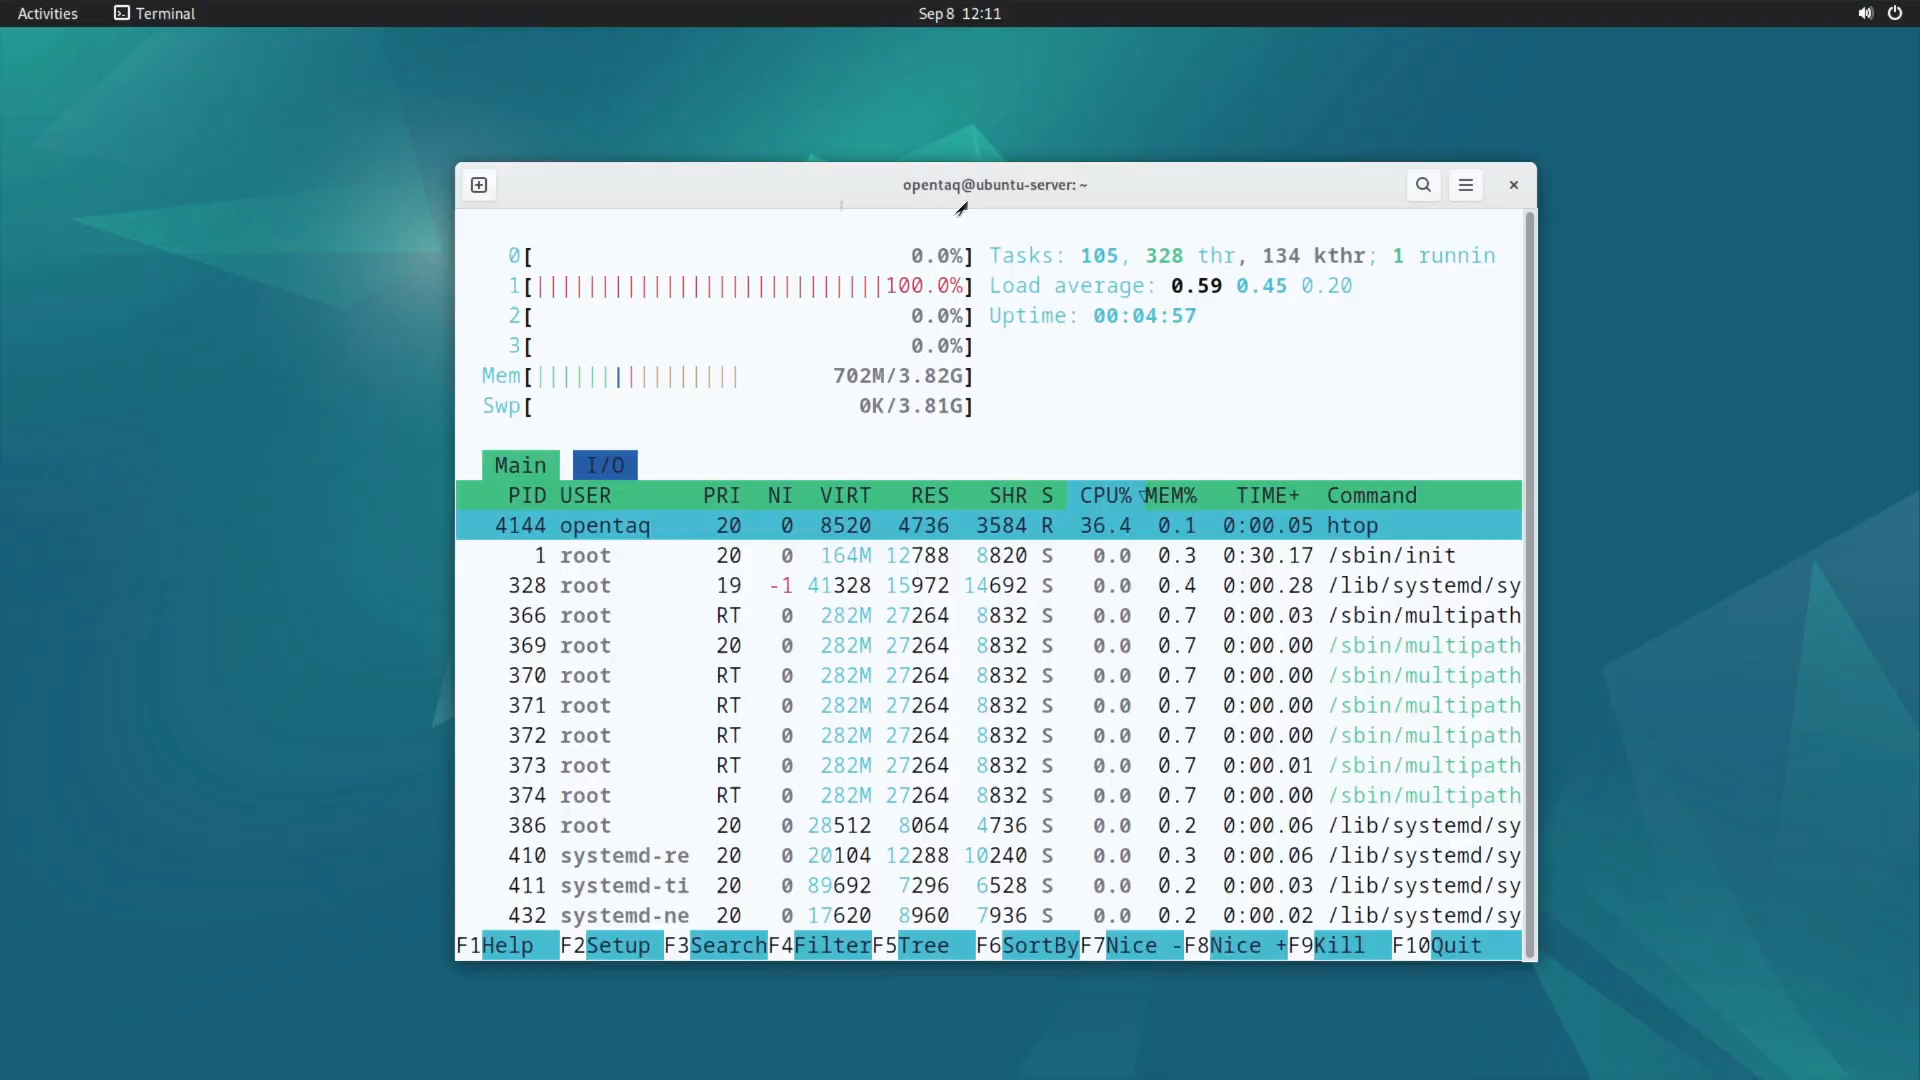 Activities Terminal Sep 8 12:11
opentaq@ubuntu-server: ~
0[ 0.0%] Tasks: 105, 328 thr, 134 kthr; 1 runnin
1[||||||||||||||||||||||||||100.0%] Load average: 0.59 0.45 0.20
2[ 0.0%] Uptime: 00:04:57
3[ 0.0%]
Mem[|||||||||||||||| 702M/3.82G]
Swp[ 0K/3.81G]
Main I/O
PID USER PRI NI VIRT RES SHR S CPU%▽MEM% TIME+ Command
4144 opentaq 20 0 8520 4736 3584 R 36.4 0.1 0:00.05 htop
1 root 20 0 164M 12788 8820 S 0.0 0.3 0:30.17 /sbin/init
328 root 19 -1 41328 15972 14692 S 0.0 0.4 0:00.28 /lib/systemd/sy
366 root RT 0 282M 27264 8832 S 0.0 0.7 0:00.03 /sbin/multipath
369 root 20 0 282M 27264 8832 S 0.0 0.7 0:00.00 /sbin/multipath
370 root RT 0 282M 27264 8832 S 0.0 0.7 0:00.00 /sbin/multipath
371 root RT 0 282M 27264 8832 S 0.0 0.7 0:00.00 /sbin/multipath
372 root RT 0 282M 27264 8832 S 0.0 0.7 0:00.00 /sbin/multipath
373 root RT 0 282M 27264 8832 S 0.0 0.7 0:00.01 /sbin/multipath
374 root RT 0 282M 27264 8832 S 0.0 0.7 0:00.00 /sbin/multipath
386 root 20 0 28512 8064 4736 S 0.0 0.2 0:00.06 /lib/systemd/sy
410 systemd-re 20 0 20104 12288 10240 S 0.0 0.3 0:00.06 /lib/systemd/sy
411 systemd-ti 20 0 89692 7296 6528 S 0.0 0.2 0:00.03 /lib/systemd/sy
432 systemd-ne 20 0 17620 8960 7936 S 0.0 0.2 0:00.02 /lib/systemd/sy
F1Help F2Setup F3SearchF4FilterF5Tree F6SortByF7Nice -F8Nice +F9Kill F10Quit